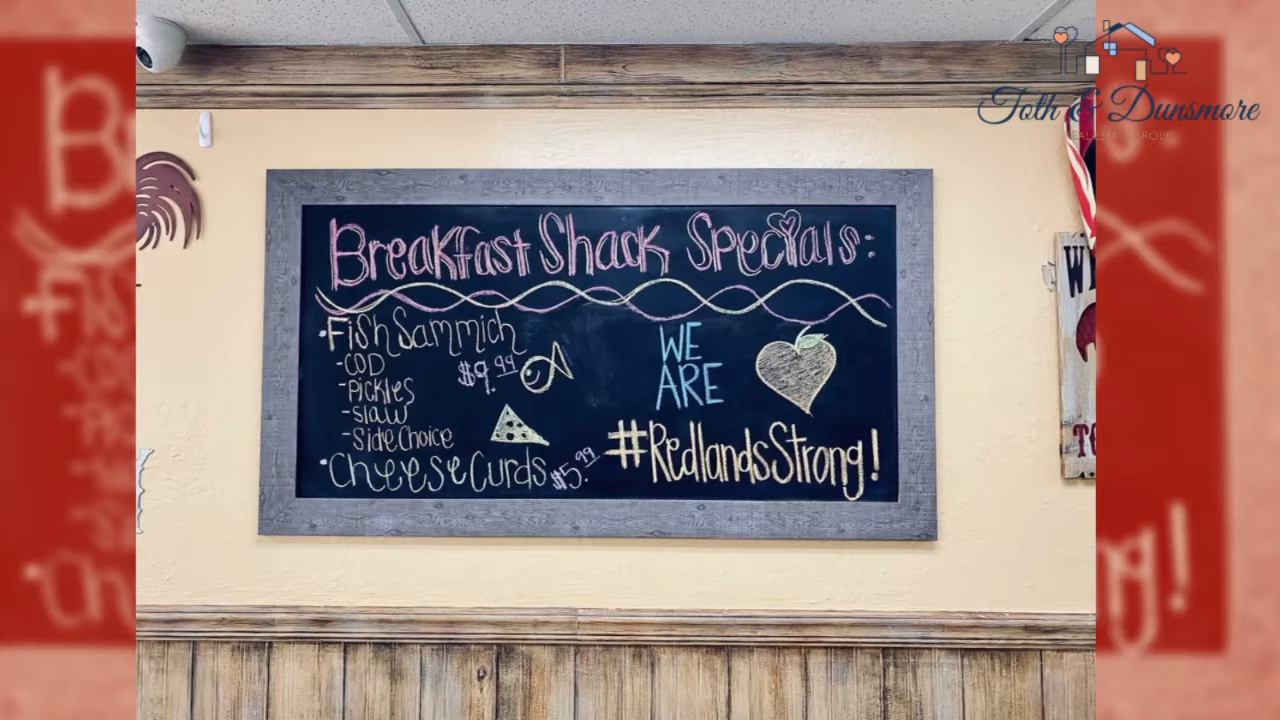 Toth & Dunsmore
Breakfast Shack Specials:
• Fish Sammich
- COD
$9.99
- Pickles
- Slaw
- Side Choice
• Cheese Curds $5.99
WE
ARE
#RedlandsStrong!